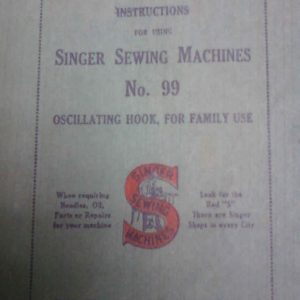 INSTRUCTIONS
FOR USING
SINGER SEWING MACHINES
No. 99
OSCILLATING HOOK, FOR FAMILY USE
SINGER
SEWING
MACHINES
When requiring
Needles, Oil,
Parts or Repairs
for your machine
Look for the
Red "S"
There are Singer
Shops in every City